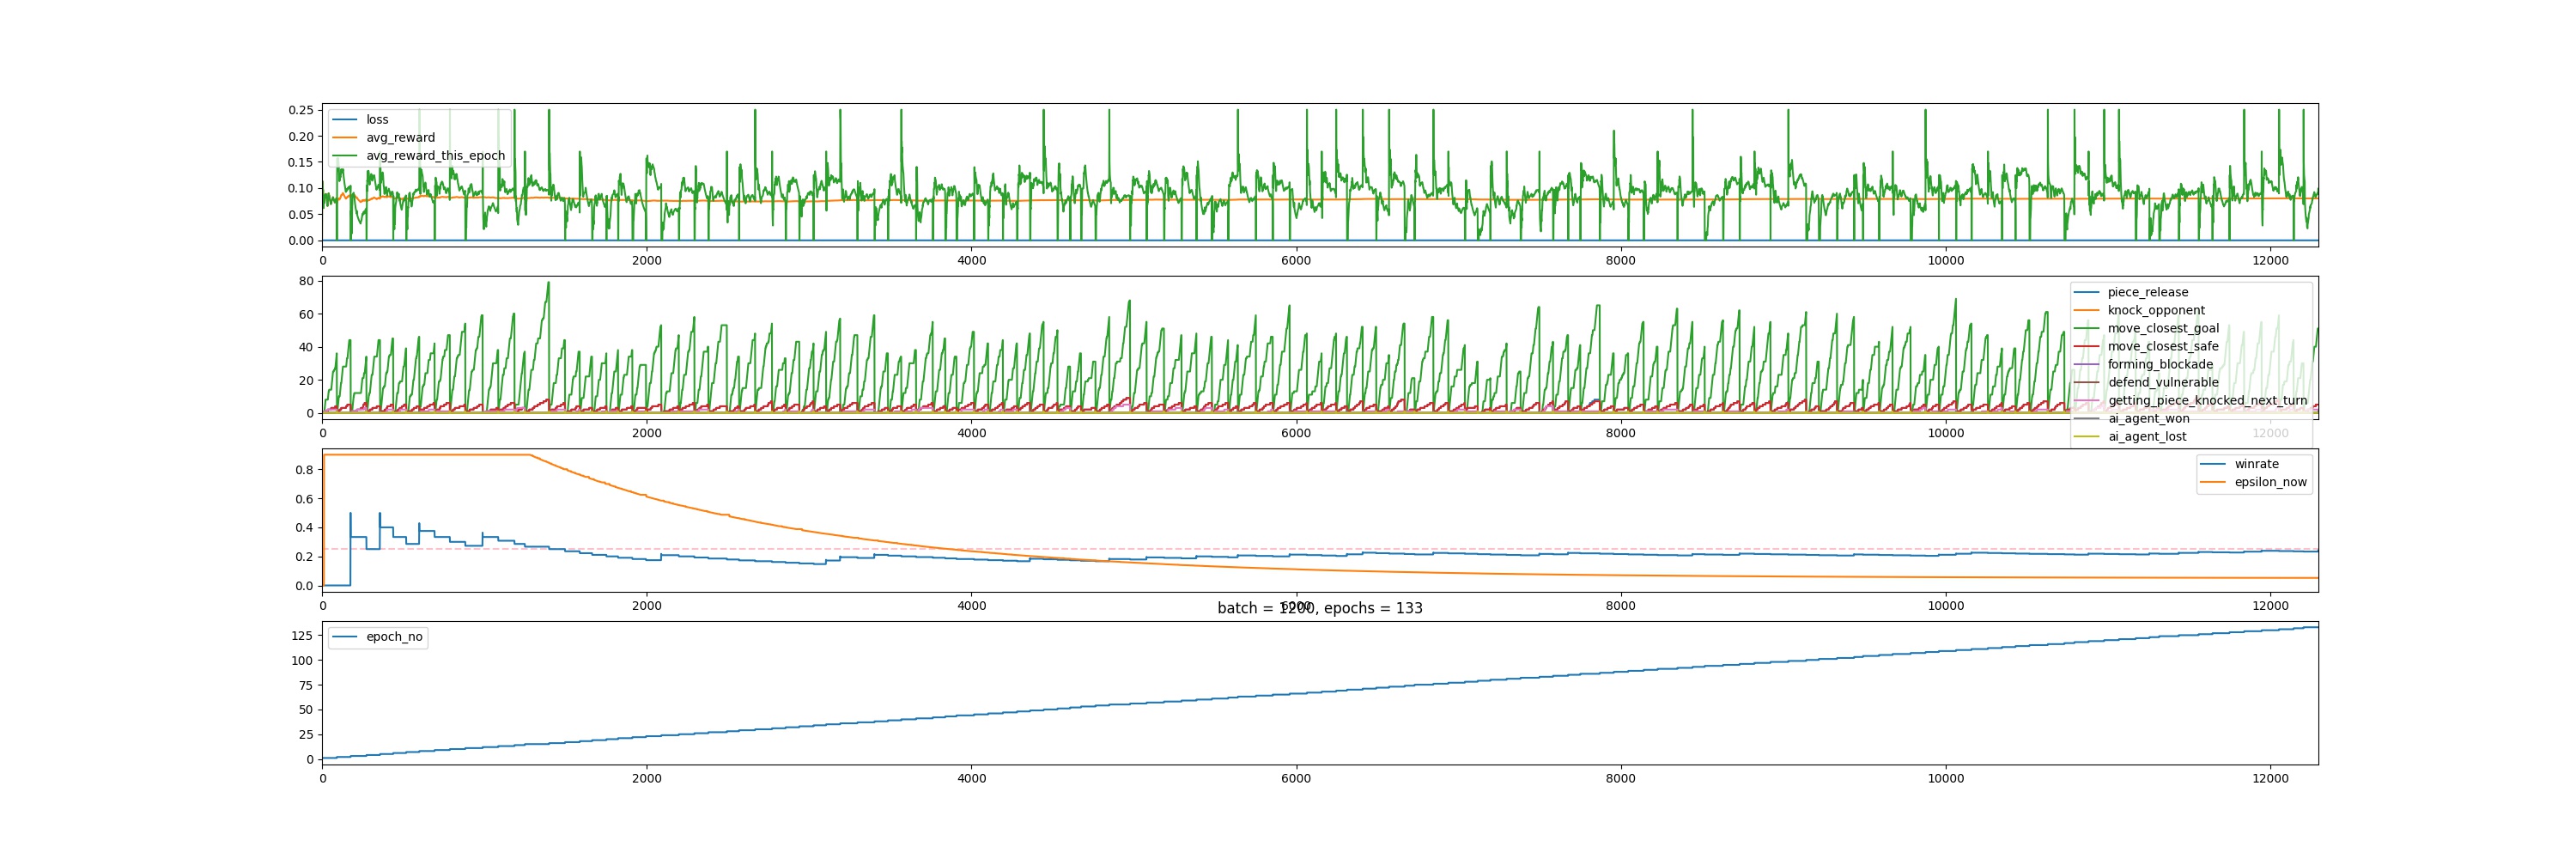 0.25
0.20
0.15
0.10
0.05
0.00
loss
avg_reward
avg_reward_this_epoch
0 2000 4000 6000 8000 10000 12000
80
60
40
20
0
piece_release
knock_opponent
move_closest_goal
move_closest_safe
forming_blockade
defend_vulnerable
getting_piece_knocked_next_turn
ai_agent_won
ai_agent_lost
0 2000 4000 6000 8000 10000 12000
0.8
0.6
0.4
0.2
0.0
winrate
epsilon_now
0 2000 4000 6000 8000 10000 12000
batch = 1200, epochs = 133
125
100
75
50
25
0
epoch_no
0 2000 4000 6000 8000 10000 12000